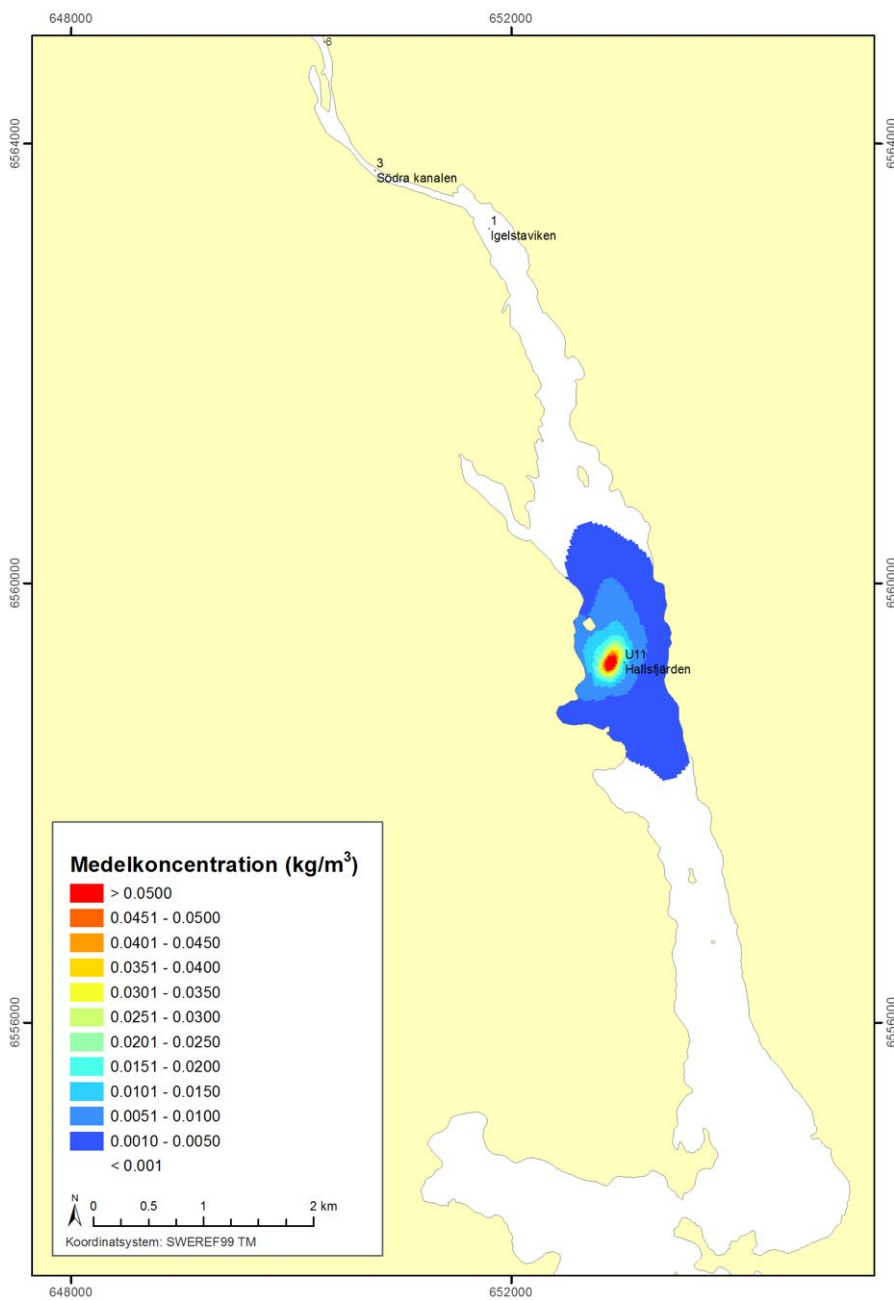 648000
652000
6
6564000
6564000
3
Södra kanalen
1
Igelstaviken
6560000
6560000
U11
Hallsfjärden
6556000
6556000
Medelkoncentration (kg/m³)
> 0.0500
0.0451 - 0.0500
0.0401 - 0.0450
0.0351 - 0.0400
0.0301 - 0.0350
0.0251 - 0.0300
0.0201 - 0.0250
0.0151 - 0.0200
0.0101 - 0.0150
0.0051 - 0.0100
0.0010 - 0.0050
< 0.001
N
0 0.5 1 2 km
Koordinatsystem: SWEREF99 TM
648000
652000